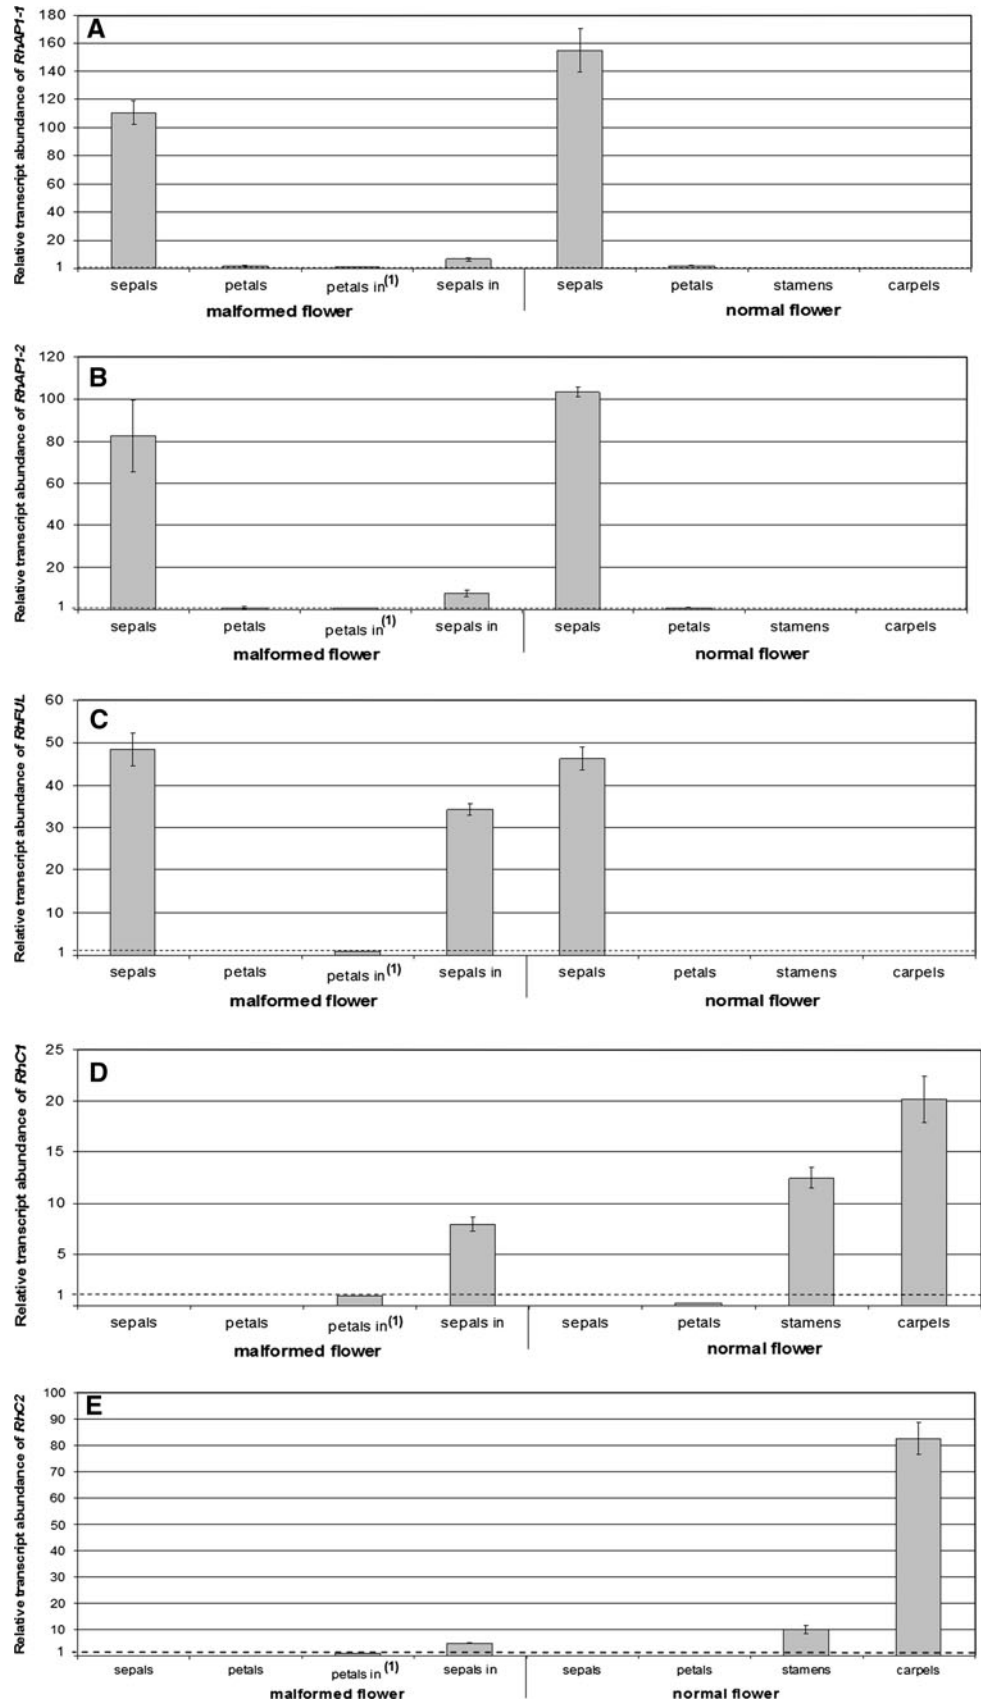 Relative transcript abundance of RhAP1-1
A
180
160
140
120
100
80
60
40
20
1
sepals petals petals in(1) sepals in sepals petals stamens carpels
malformed flower normal flower
Relative transcript abundance of RhAP1-2
B
120
100
80
60
40
20
1
sepals petals petals in(1) sepals in sepals petals stamens carpels
malformed flower normal flower
Relative transcript abundance of RhFUL
C
60
50
40
30
20
10
1
sepals petals petals in(1) sepals in sepals petals stamens carpels
malformed flower normal flower
Relative transcript abundance of RhC1
D
25
20
15
10
5
1
sepals petals petals in(1) sepals in sepals petals stamens carpels
malformed flower normal flower
Relative transcript abundance of RhC2
E
100
90
80
70
60
50
40
30
20
10
1
sepals petals petals in (1) sepals in sepals petals stamens carpels
malformed flower normal flower